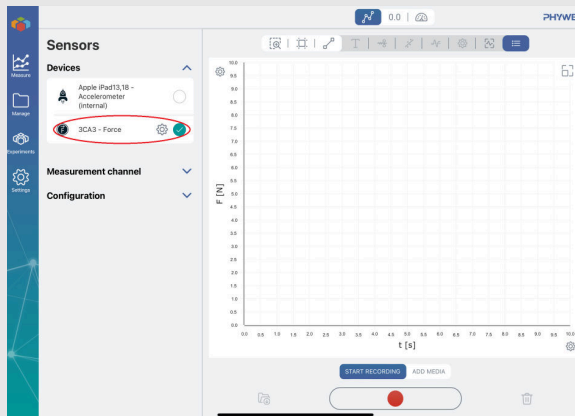 0.0
PHYWE
Sensors
Devices
Apple iPad13,18 -
Accelerometer
(internal)
3CA3 - Force
Measurement channel
Configuration
Measure
Manage
Experiments
Settings
T
F [N]
10.0
9.5
9.0
8.5
8.0
7.5
7.0
6.5
6.0
5.5
5.0
4.5
4.0
3.5
3.0
2.5
2.0
1.5
1.0
0.5
0.0
0.0 0.5 1.0 1.5 2.0 2.5 3.0 3.5 4.0 4.5 5.0 5.5 6.0 6.5 7.0 7.5 8.0 8.5 9.0 9.5 10.0
t [s]
START RECORDING ADD MEDIA